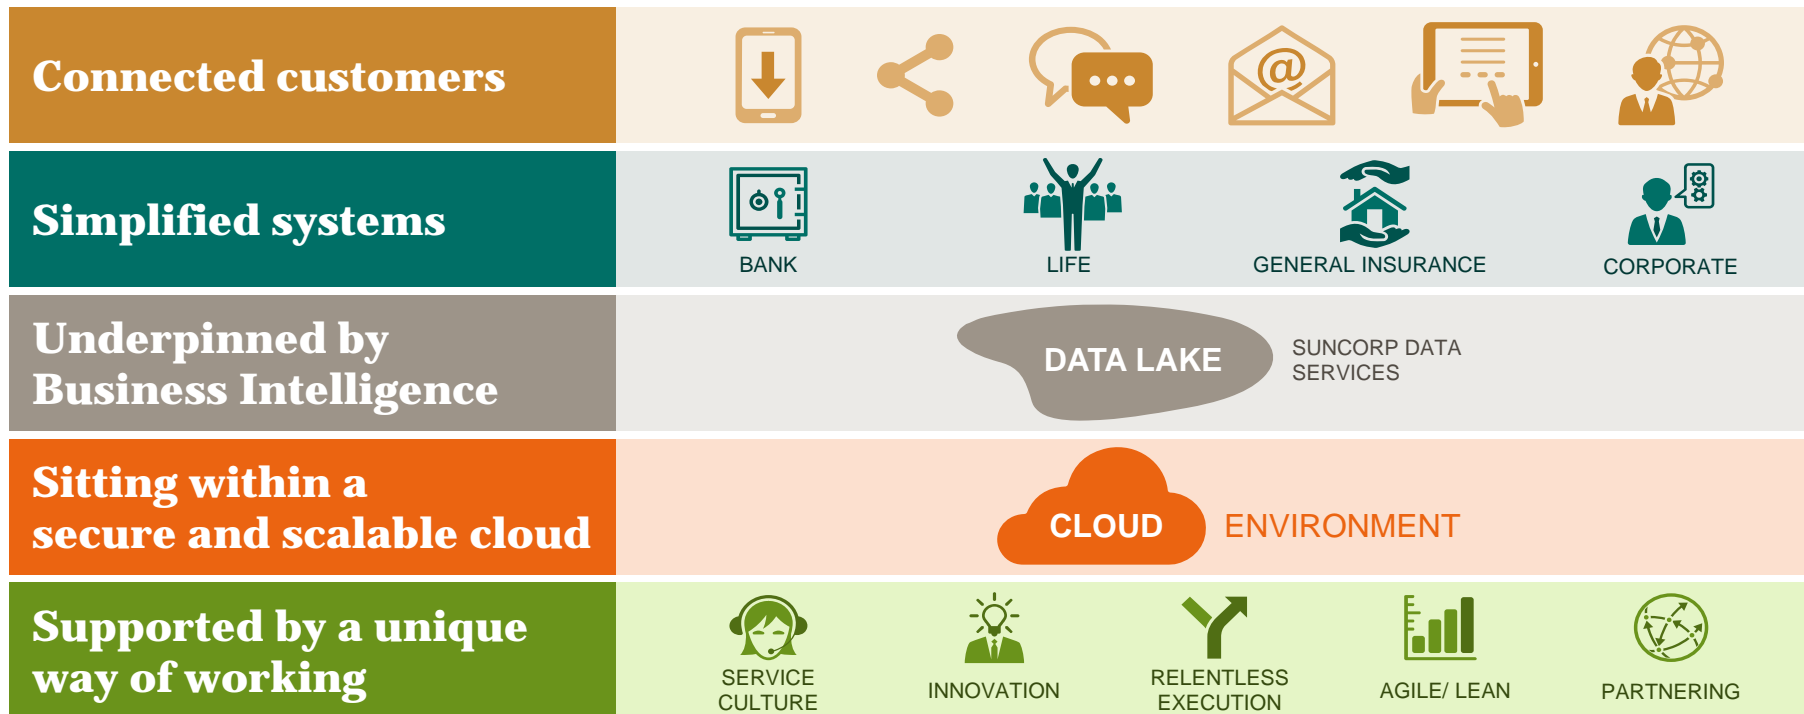 Connected customers
@
Simplified systems
BANK
LIFE
GENERAL INSURANCE
CORPORATE
Underpinned by
Business Intelligence
DATA LAKE
SUNCORP DATA
SERVICES
Sitting within a
secure and scalable cloud
CLOUD
ENVIRONMENT
Supported by a unique
way of working
SERVICE
CULTURE
INNOVATION
RELENTLESS
EXECUTION
AGILE/ LEAN
PARTNERING